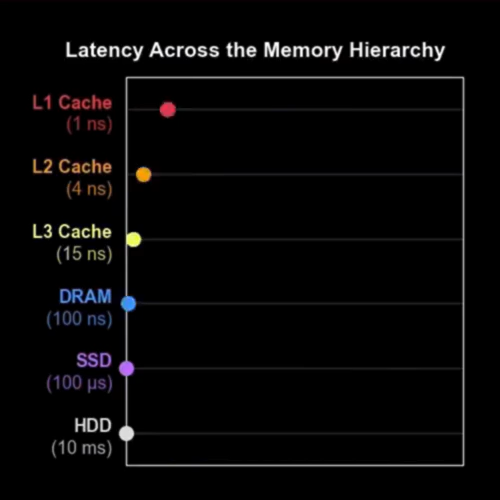 Latency Across the Memory Hierarchy
L1 Cache
(1 ns)
L2 Cache
(4 ns)
L3 Cache
(15 ns)
DRAM
(100 ns)
SSD
(100 μs)
HDD
(10 ms)